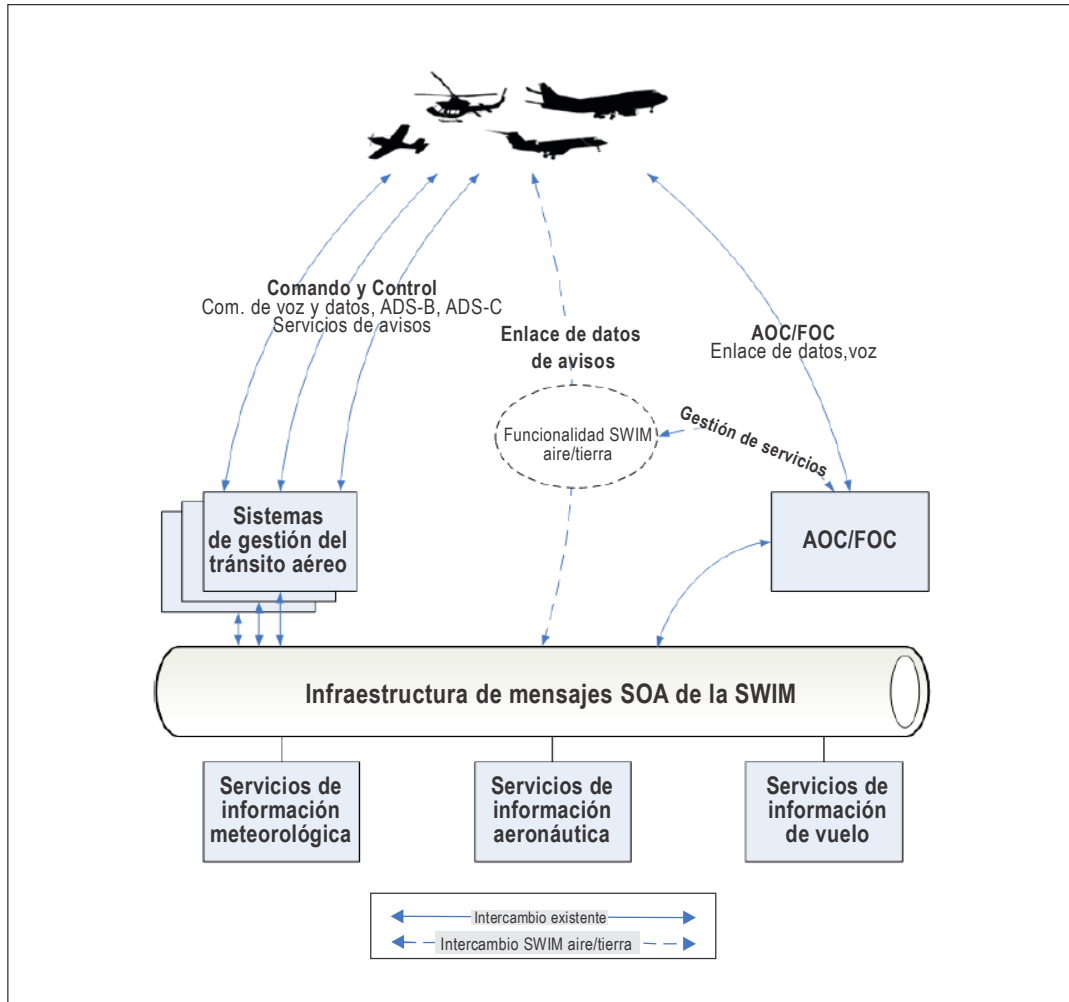 Comando y Control
Com. de voz y datos, ADS-B, ADS-C
Servicios de avisos
Enlace de datos
de avisos
AOC/FOC
Enlace de datos,voz
Gestión de servicios
Funcionalidad SWIM
aire/tierra
Sistemas
de gestión del
tránsito aéreo
AOC/FOC
Infraestructura de mensajes SOA de la SWIM
Servicios de
información
meteorológica
Servicios de
información
aeronáutica
Servicios de
información
de vuelo
Intercambio existente
Intercambio SWIM aire/tierra